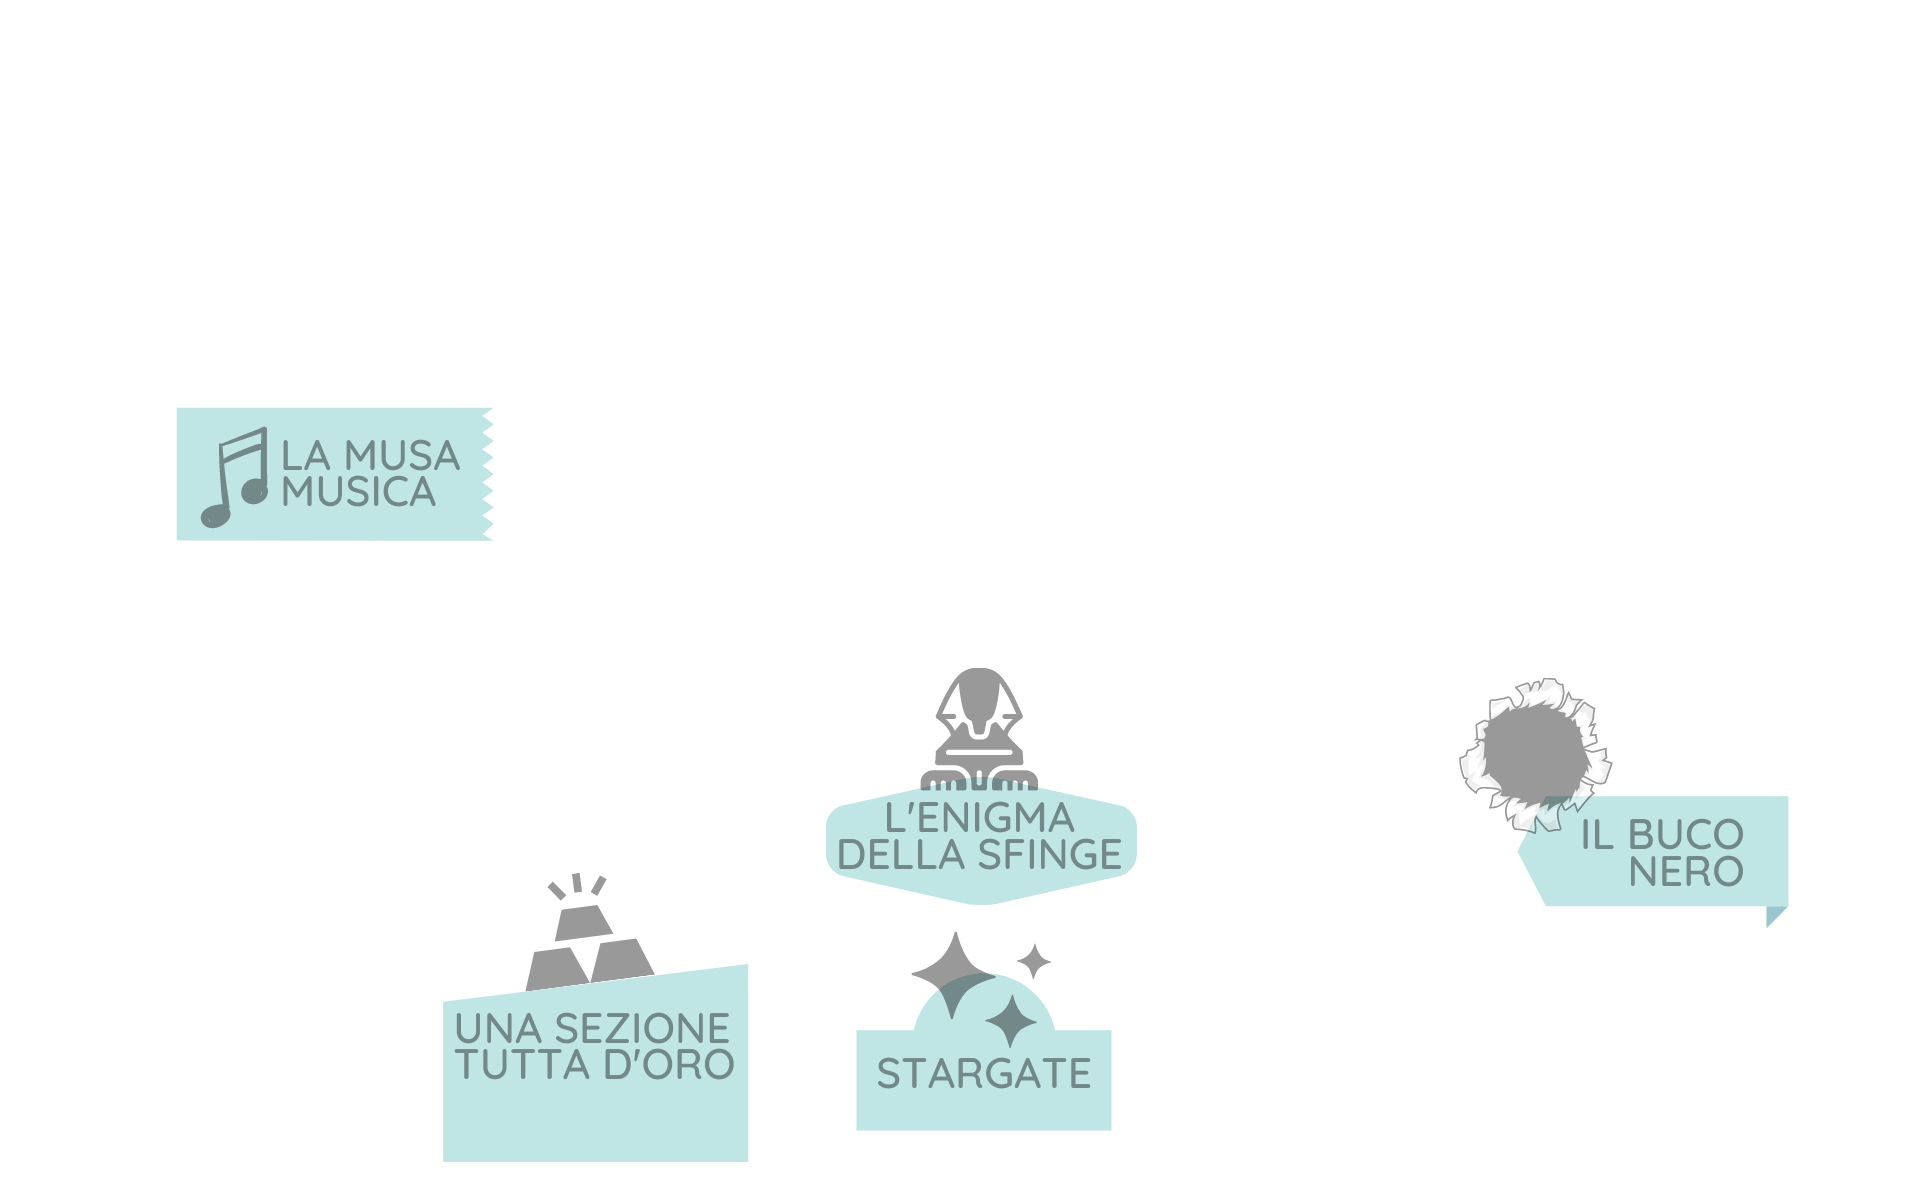 LA MUSA
MUSICA
L'ENIGMA
DELLA SFINGE
IL BUCO
NERO
UNA SEZIONE
TUTTA D'ORO
STARGATE